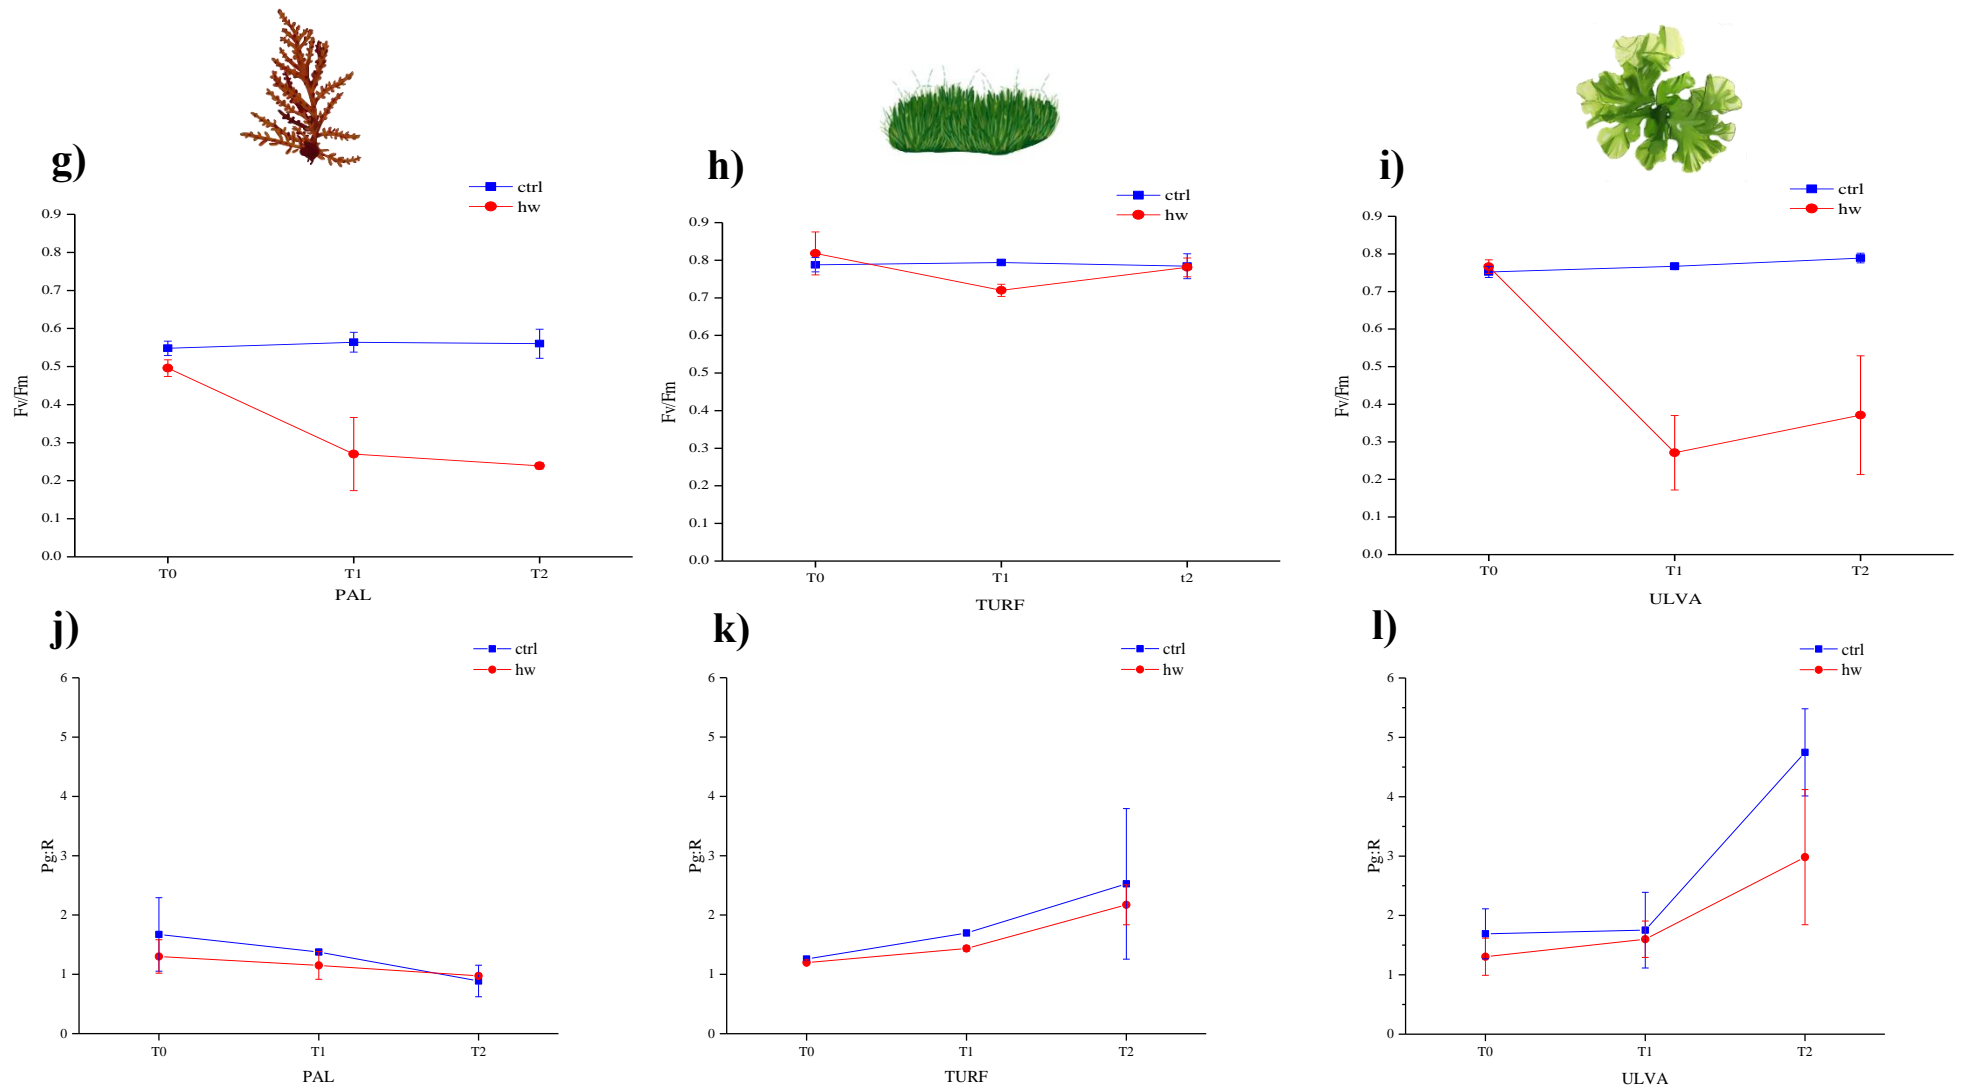 g)
ctrl
hw
0.9
0.8
0.7
0.6
0.5
0.4
0.3
0.2
0.1
0.0
Fv/Fm
T0 T1 T2
PAL
h)
ctrl
hw
0.9
0.8
0.7
0.6
0.5
0.4
0.3
0.2
0.1
0.0
Fv/Fm
T0 T1 t2
TURF
i)
ctrl
hw
0.9
0.8
0.7
0.6
0.5
0.4
0.3
0.2
0.1
0.0
Fv/Fm
T0 T1 T2
ULVA
j)
ctrl
hw
6
5
4
3
2
1
0
Pg:R
T0 T1 T2
PAL
k)
ctrl
hw
6
5
4
3
2
1
0
Pg:R
T0 T1 T2
TURF
l)
ctrl
hw
6
5
4
3
2
1
0
Pg:R
T0 T1 T2
ULVA